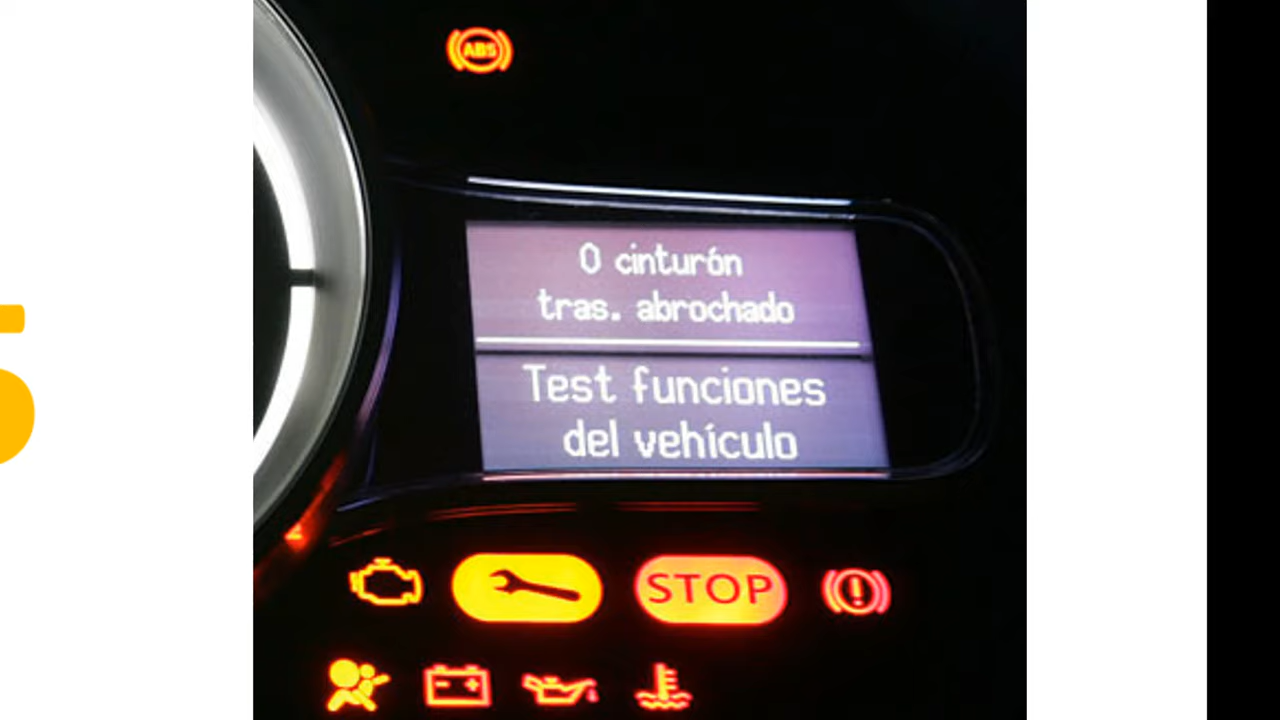 ABS
0 cinturón
tras. abrochado
Test funciones
del vehículo
STOP